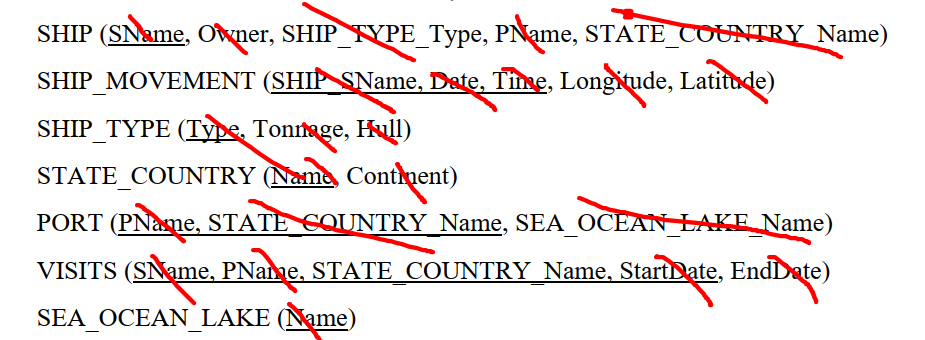 SHIP (SName, Owner, SHIP_TYPE_Type, PName, STATE_COUNTRY_Name)
SHIP_MOVEMENT (SHIP_SName, Date, Time, Longitude, Latitude)
SHIP_TYPE (Type, Tonnage, Hull)
STATE_COUNTRY (Name, Continent)
PORT (PName, STATE_COUNTRY_Name, SEA_OCEAN_LAKE_Name)
VISITS (SName, PName, STATE_COUNTRY_Name, StartDate, EndDate)
SEA_OCEAN_LAKE (Name)